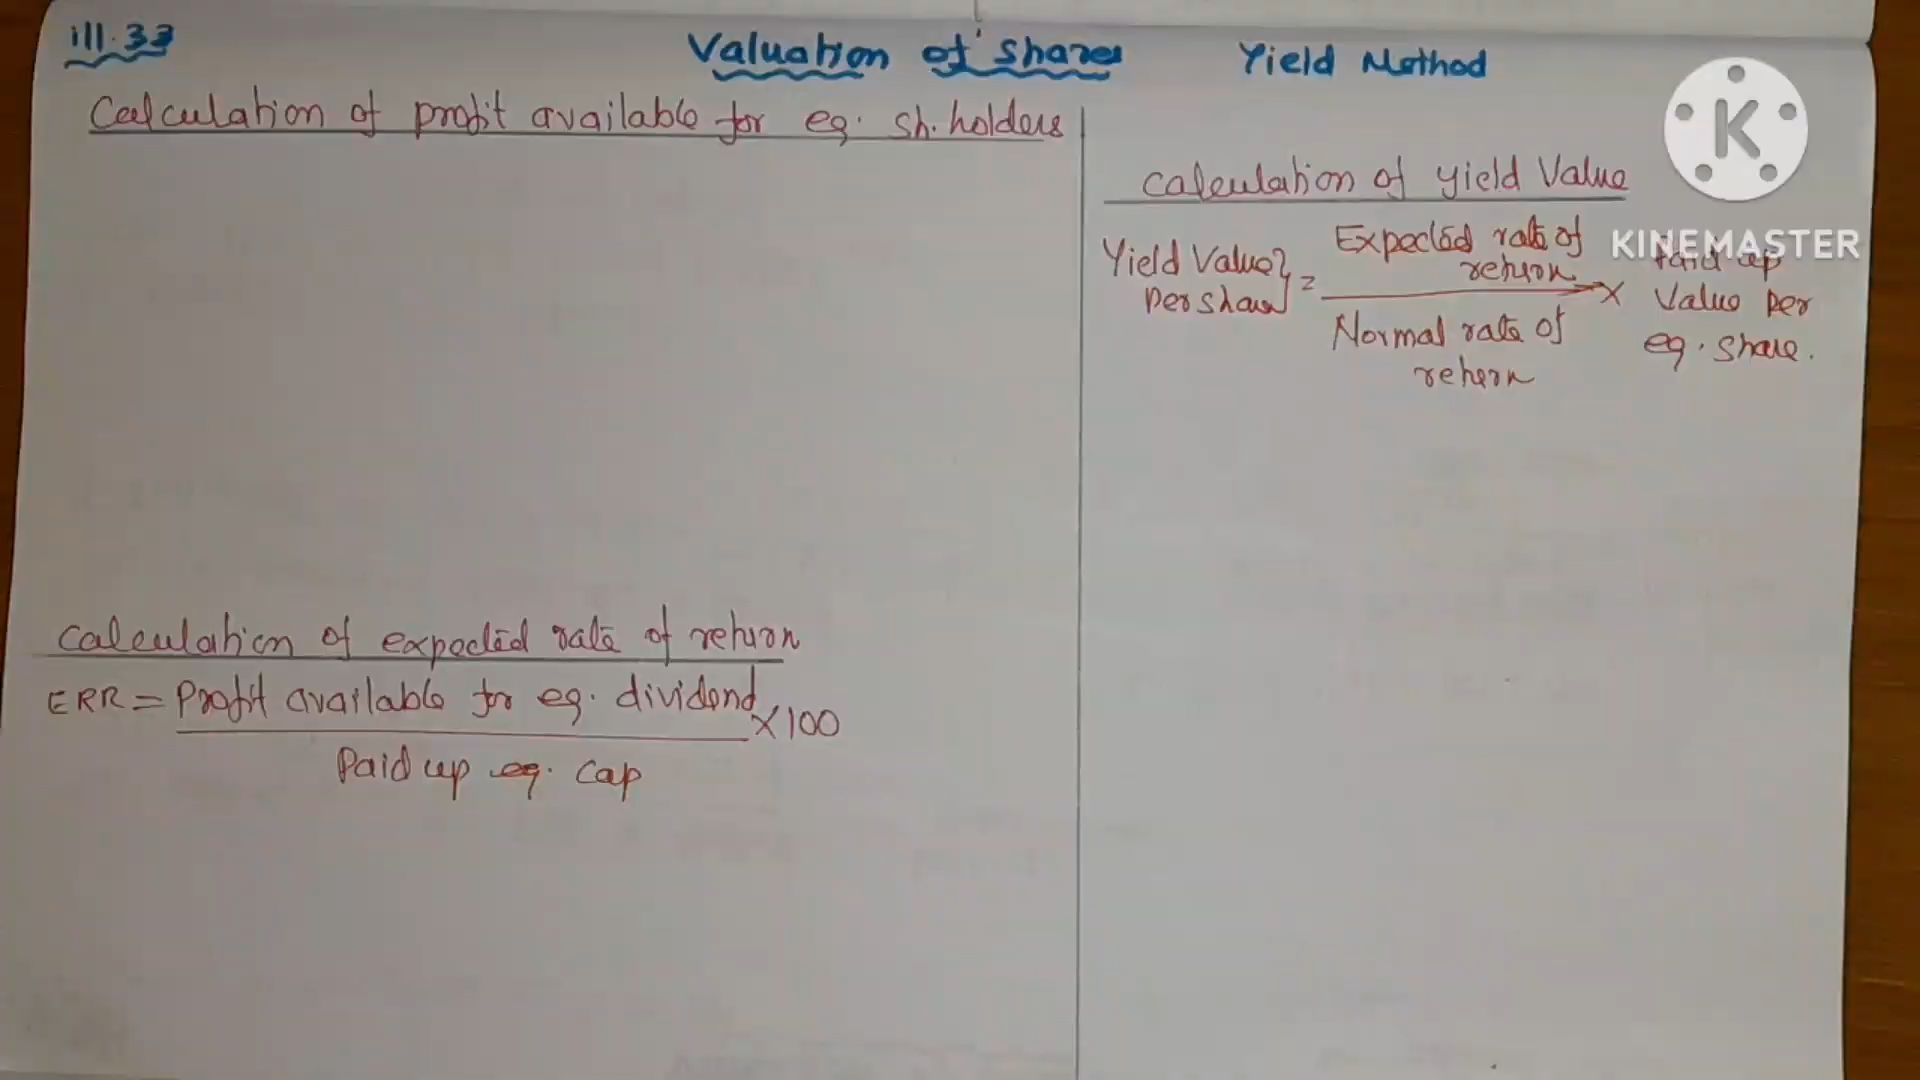 ill.33
Valuation of shares Yield Method
Calculation of profit available for eq. sh. holders
Calculation of expected rate of return
ERR = Profit available for eq. dividend × 100
Paid up eq. cap
Calculation of yield Value
Expected rate of
return
Yield Value
Per share = × Paid up
Value per
eq. share.
Normal rate of
return
K
KINEMASTER